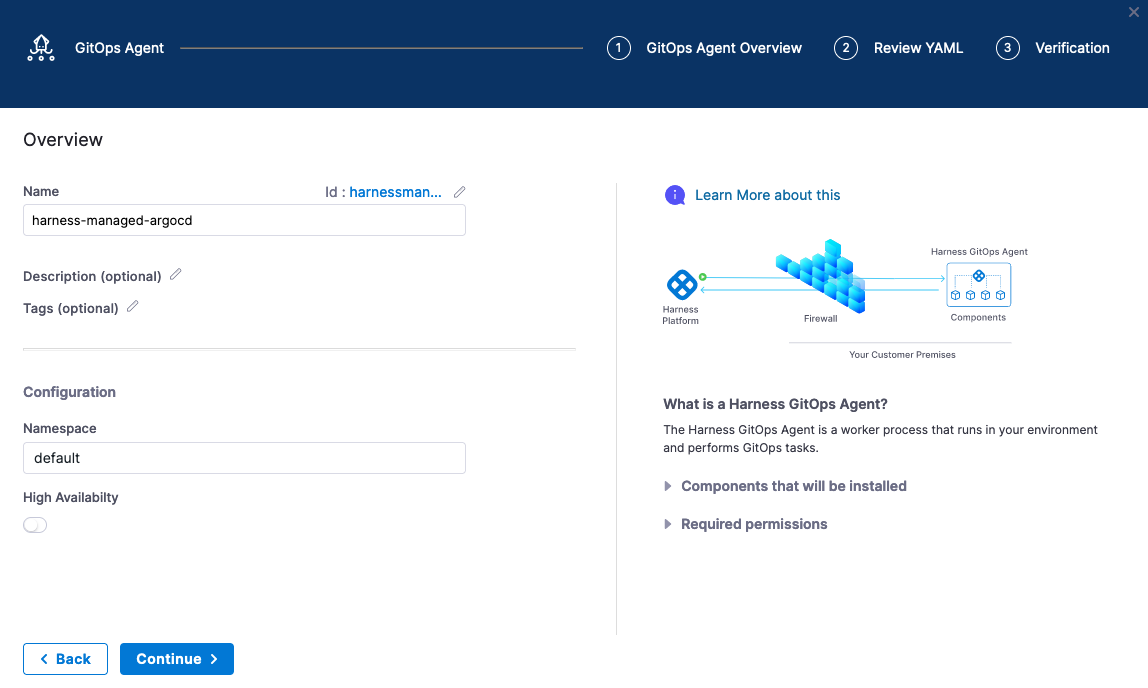 GitOps Agent
1 GitOps Agent Overview
2 Review YAML
3 Verification
Overview
Name
Id : harnessman...
harness-managed-argocd
Description (optional)
Tags (optional)
Configuration
Namespace
default
High Availabilty
Back
Continue
i Learn More about this
Harness GitOps Agent
Harness
Platform
Firewall
Components
Your Customer Premises
What is a Harness GitOps Agent?
The Harness GitOps Agent is a worker process that runs in your environment
and performs GitOps tasks.
Components that will be installed
Required permissions